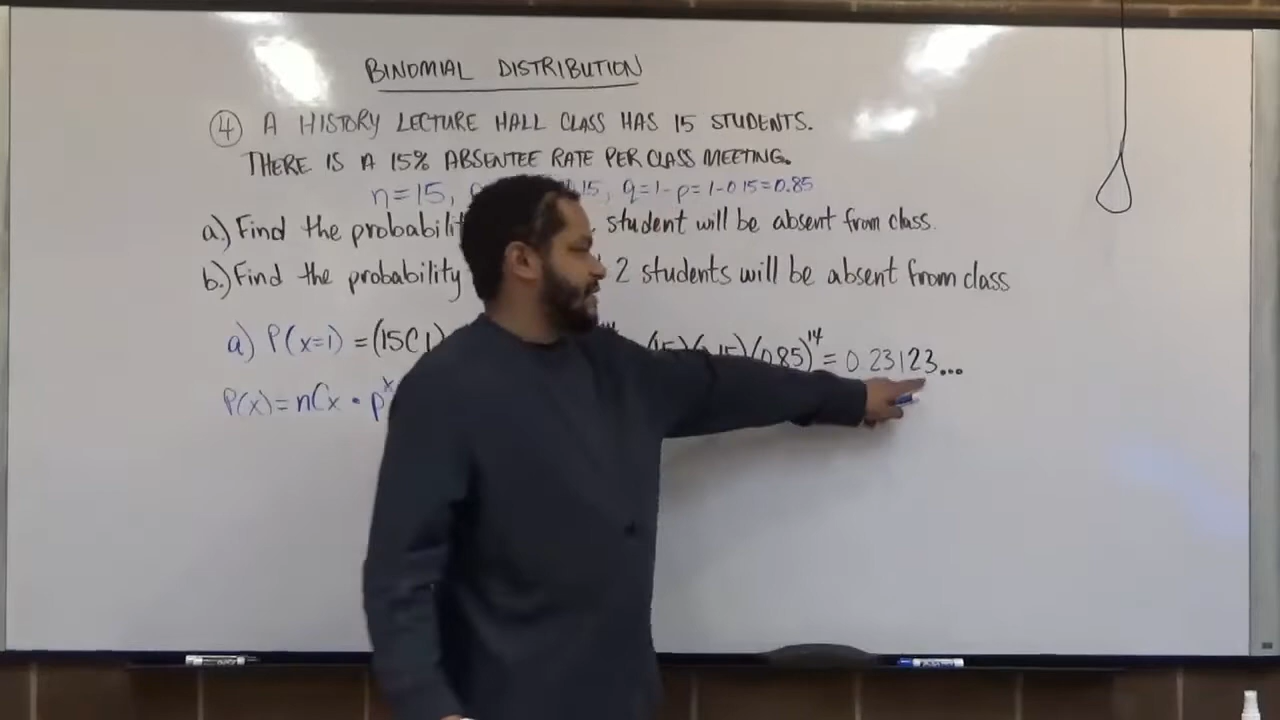 BINOMIAL DISTRIBUTION
④ A HISTORY LECTURE HALL CLASS HAS 15 STUDENTS.
THERE IS A 15% ABSENTEE RATE PER CLASS MEETING.
n=15, 15, q=1-p=1-0.15=0.85
a.) Find the student will be absent from class.
b.) Find the probability 2 students will be absent from class
a) P(x=1) = (15C1) (0.85)^14 = 0.23123...
P(x)=nCx • p^x